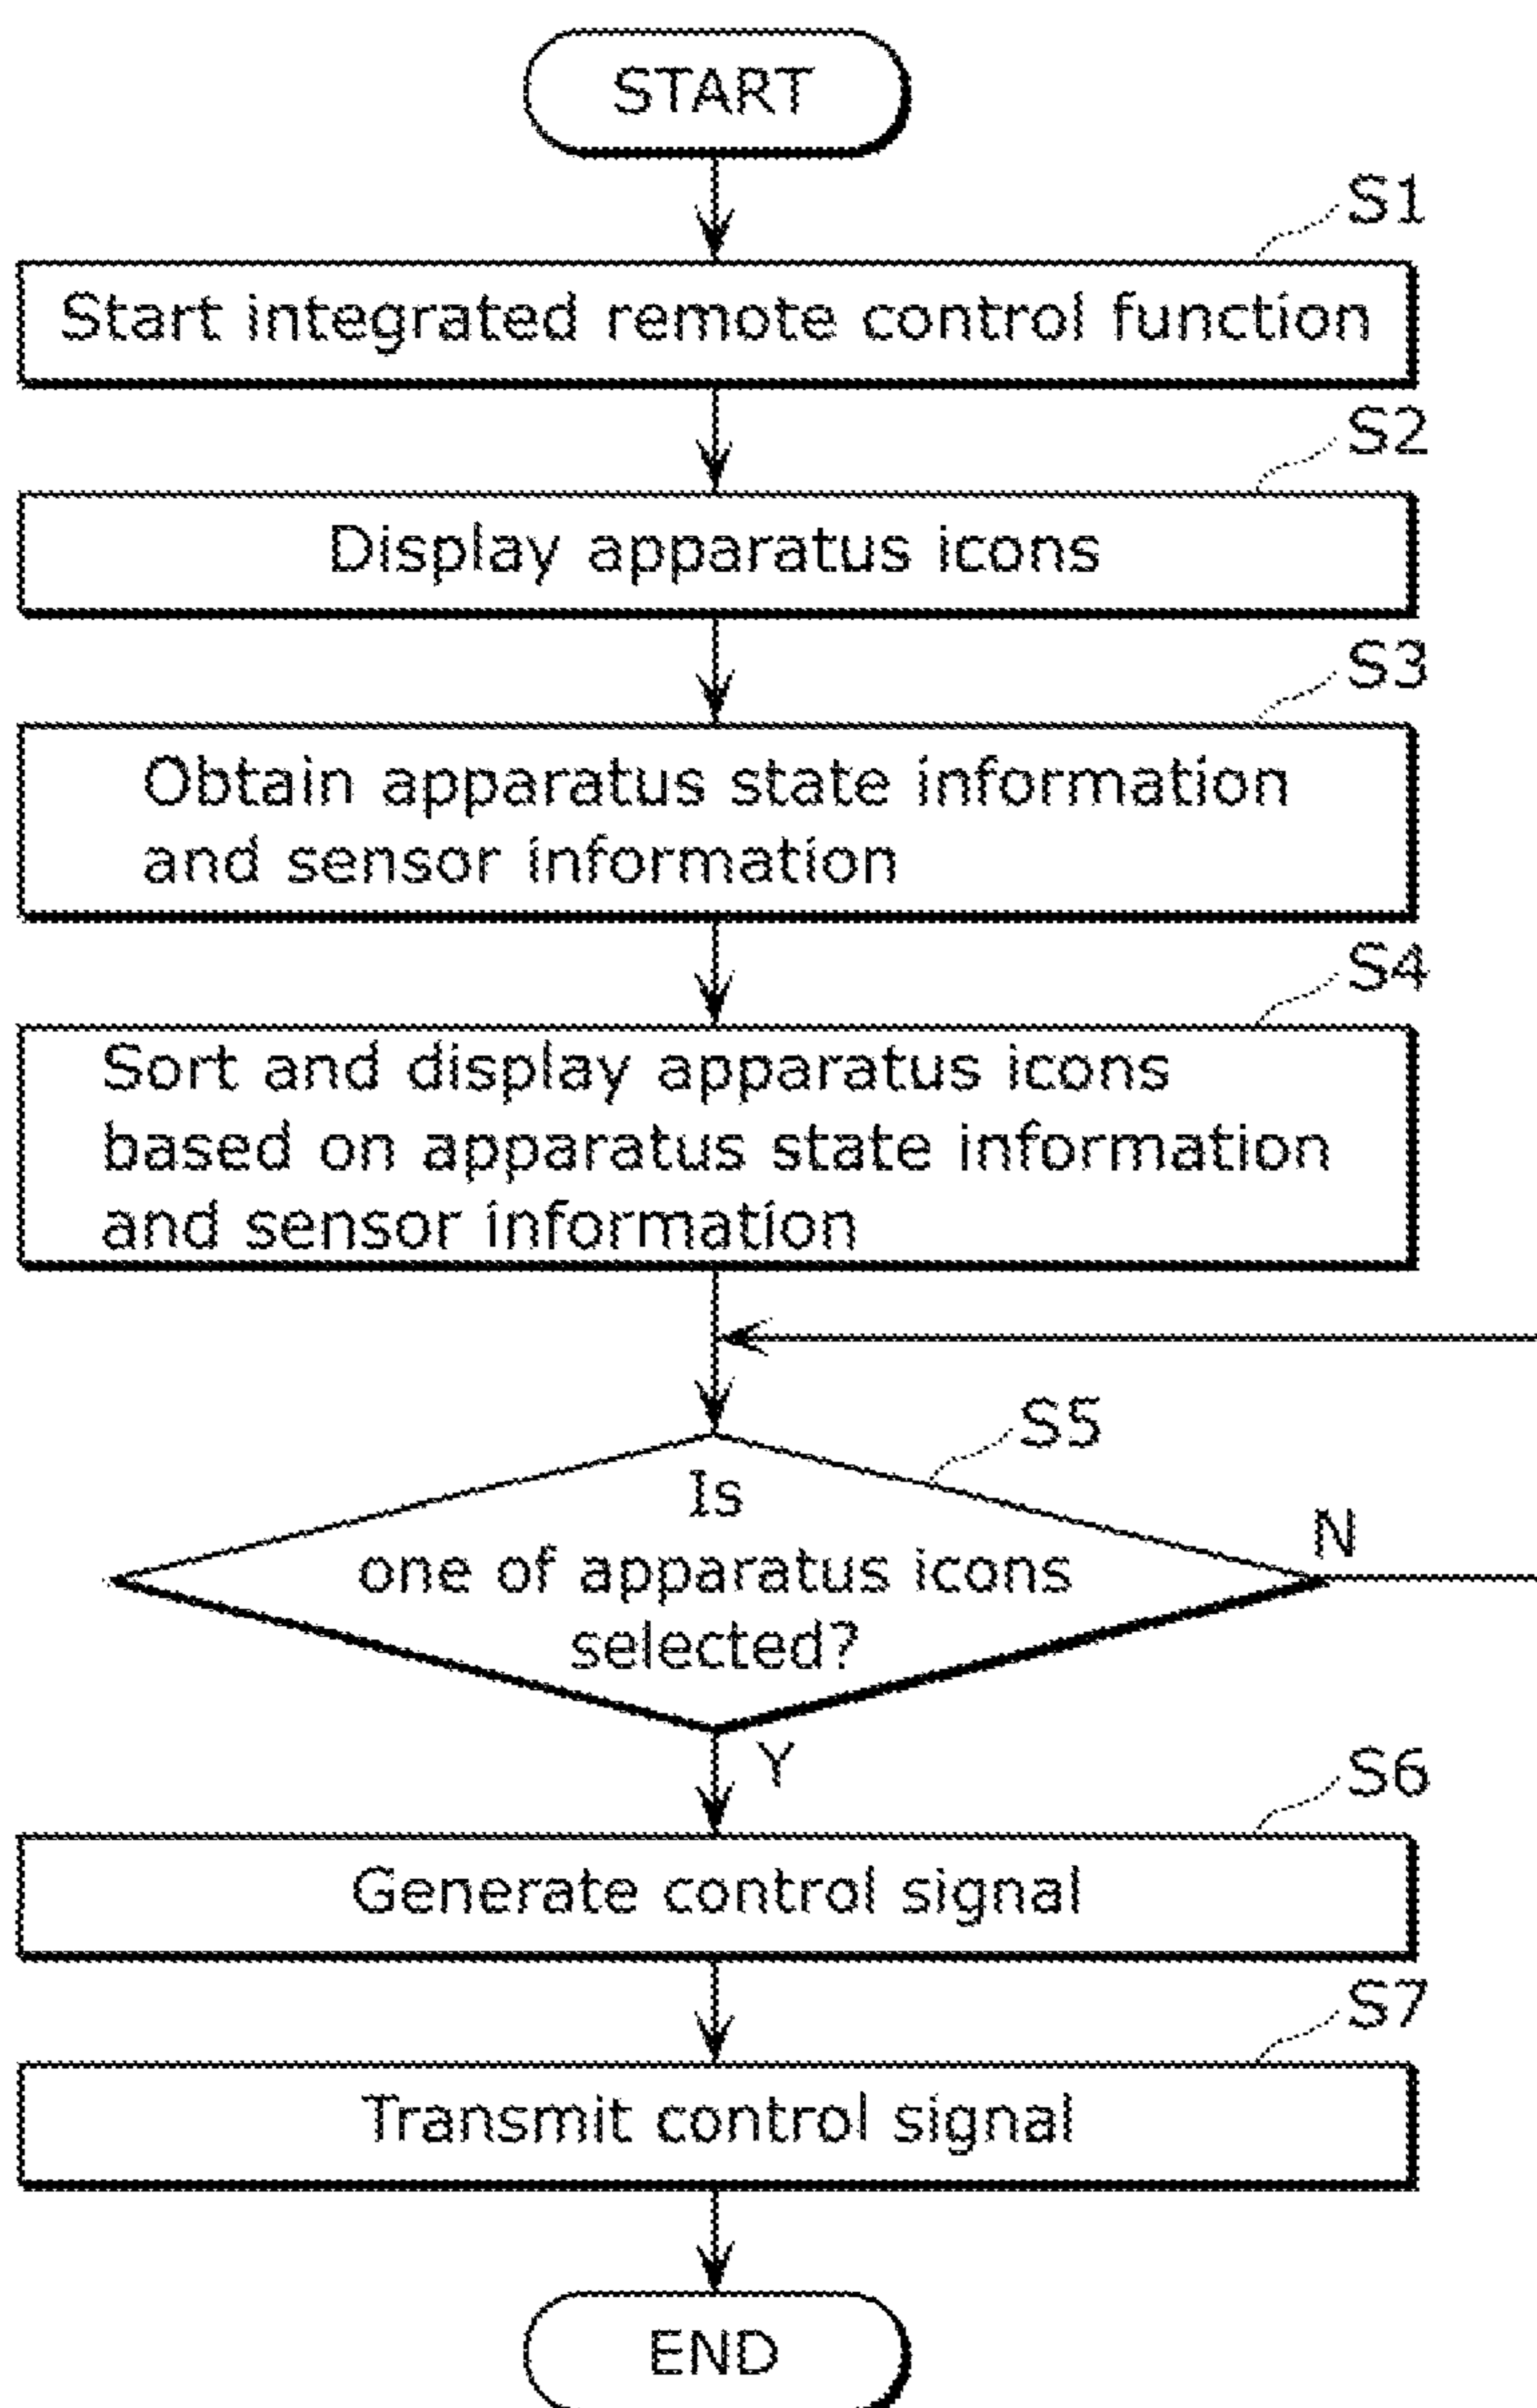 START
S1
Start integrated remote control function
S2
Display apparatus icons
S3
Obtain apparatus state information
and sensor information
S4
Sort and display apparatus icons
based on apparatus state information
and sensor information
S5
Is
one of apparatus icons
selected?
N
Y
S6
Generate control signal
S7
Transmit control signal
END